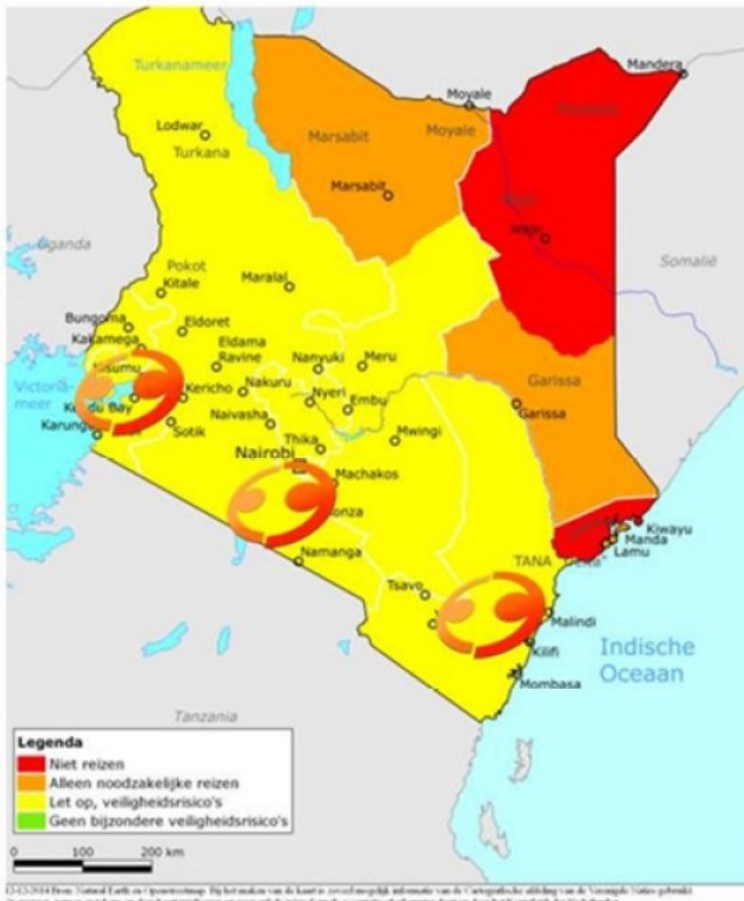 Mandera
Turkanameer
Moyale
Moyale
Lodwar
Turkana
Marsabit
Marsabit
Wajir
Uganda
Somalië
Pokot
Kitale
Maralal
Bungoma
Eldoret
Kakamega
Eldama
Ravine
Nanyuki
Meru
Victoria-
meer
Kericho
Nakuru
Nyeri
Embu
Garissa
Garissa
Sotik
Naivasha
Thika
Mwingi
Nairobi
Machakos
Kiwayu
Manda
Lamu
Namanga
TANA
Tsavo
Malindi
Kilifi
Mombasa
Indische
Oceaan
Tanzania
Legenda
Niet reizen
Alleen noodzakelijke reizen
Let op, veiligheidsrisico's
Geen bijzondere veiligheidsrisico's
0 100 200 km